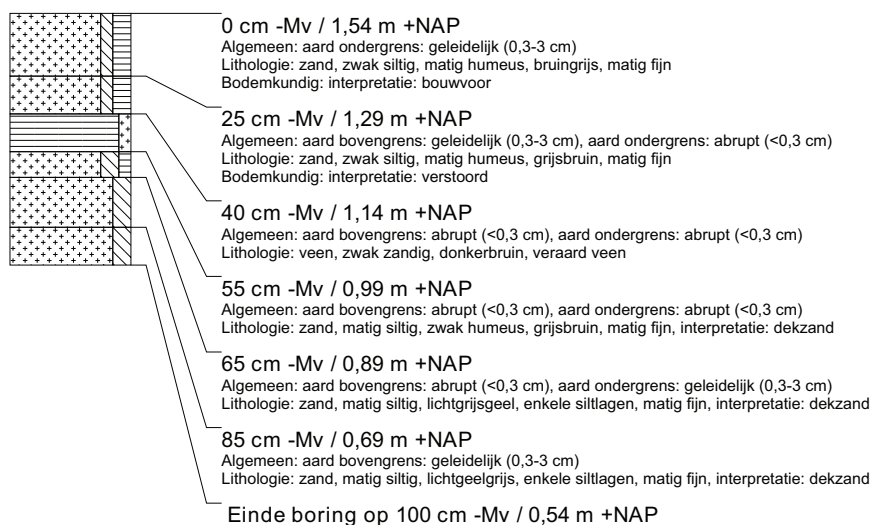 0 cm -Mv / 1,54 m +NAP
Algemeen: aard ondergrens: geleidelijk (0,3-3 cm)
Lithologie: zand, zwak siltig, matig humeus, bruingrijs, matig fijn
Bodemkundig: interpretatie: bouwvoor
25 cm -Mv / 1,29 m +NAP
Algemeen: aard bovengrens: geleidelijk (0,3-3 cm), aard ondergrens: abrupt (<0,3 cm)
Lithologie: zand, zwak siltig, matig humeus, grijsbruin, matig fijn
Bodemkundig: interpretatie: verstoord
40 cm -Mv / 1,14 m +NAP
Algemeen: aard bovengrens: abrupt (<0,3 cm), aard ondergrens: abrupt (<0,3 cm)
Lithologie: veen, zwak zandig, donkerbruin, veraard veen
55 cm -Mv / 0,99 m +NAP
Algemeen: aard bovengrens: abrupt (<0,3 cm), aard ondergrens: abrupt (<0,3 cm)
Lithologie: zand, matig siltig, zwak humeus, grijsbruin, matig fijn, interpretatie: dekzand
65 cm -Mv / 0,89 m +NAP
Algemeen: aard bovengrens: abrupt (<0,3 cm), aard ondergrens: geleidelijk (0,3-3 cm)
Lithologie: zand, matig siltig, lichtgrijsgeel, enkele siltlagen, matig fijn, interpretatie: dekzand
85 cm -Mv / 0,69 m +NAP
Algemeen: aard bovengrens: geleidelijk (0,3-3 cm)
Lithologie: zand, matig siltig, lichtgeelgrijs, enkele siltlagen, matig fijn, interpretatie: dekzand
Einde boring op 100 cm -Mv / 0,54 m +NAP